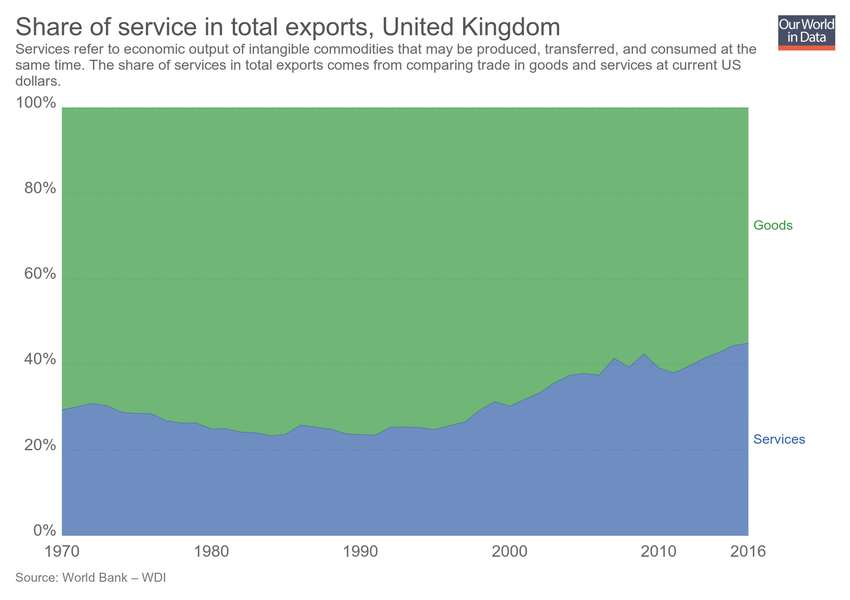 Share of service in total exports, United Kingdom
Our World
in Data
Services refer to economic output of intangible commodities that may be produced, transferred, and consumed at the
same time. The share of services in total exports comes from comparing trade in goods and services at current US
dollars.
100%
80%
60%
40%
20%
0%
Goods
Services
1970
1980
1990
2000
2010
2016
Source: World Bank – WDI